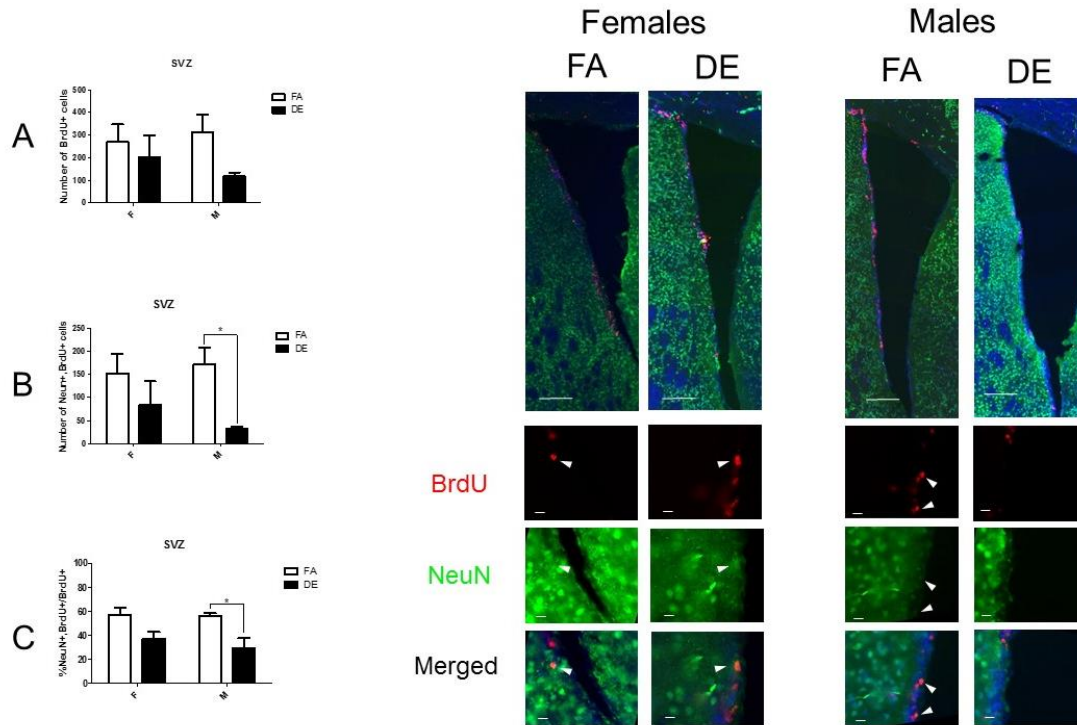 Females
Males
FA
DE
FA
DE
A
SVZ
Number of BrdU+ cells
500
400
300
200
100
0
F
M
FA
DE
B
SVZ
Number of Neun+,BrdU+ cells
250
200
150
100
50
0
*
F
M
FA
DE
C
SVZ
%NeuN+,BrdU+/BrdU+
100
80
60
40
20
0
*
F
M
FA
DE
BrdU
NeuN
Merged